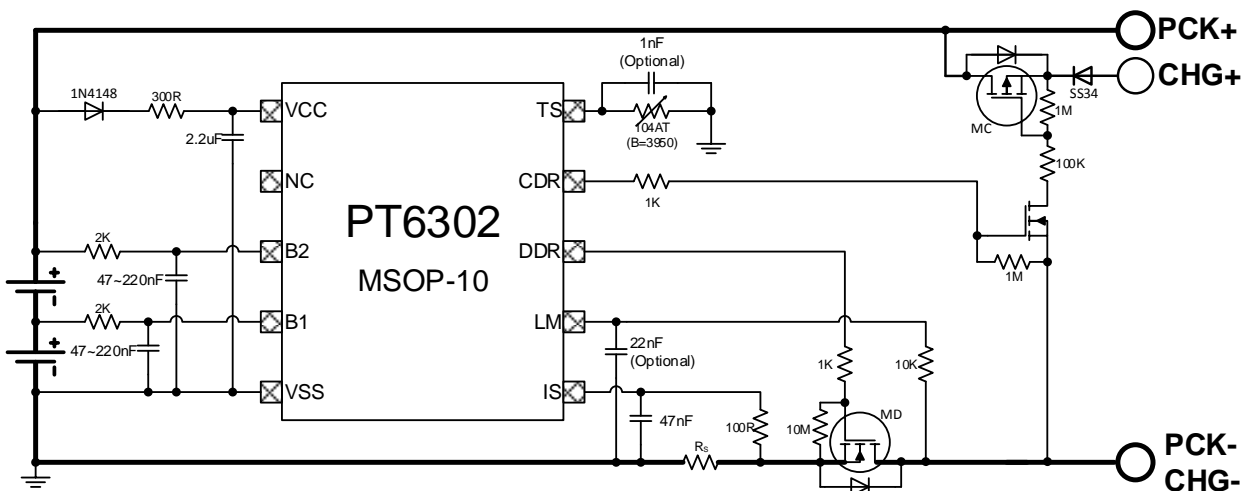 PCK+
1nF
(Optional)
CHG+
1N4148
300R
VCC
TS
SS34
1M
104AT
(B=3950)
MC
2.2uF
100K
NC
CDR
1K
PT6302
MSOP-10
2K
B2
DDR
1M
47~220nF
+
-
2K
B1
LM
47~220nF
22nF
(Optional)
1K
10K
+
-
VSS
IS
47nF
100R
10M
MD
Rs
PCK-
CHG-